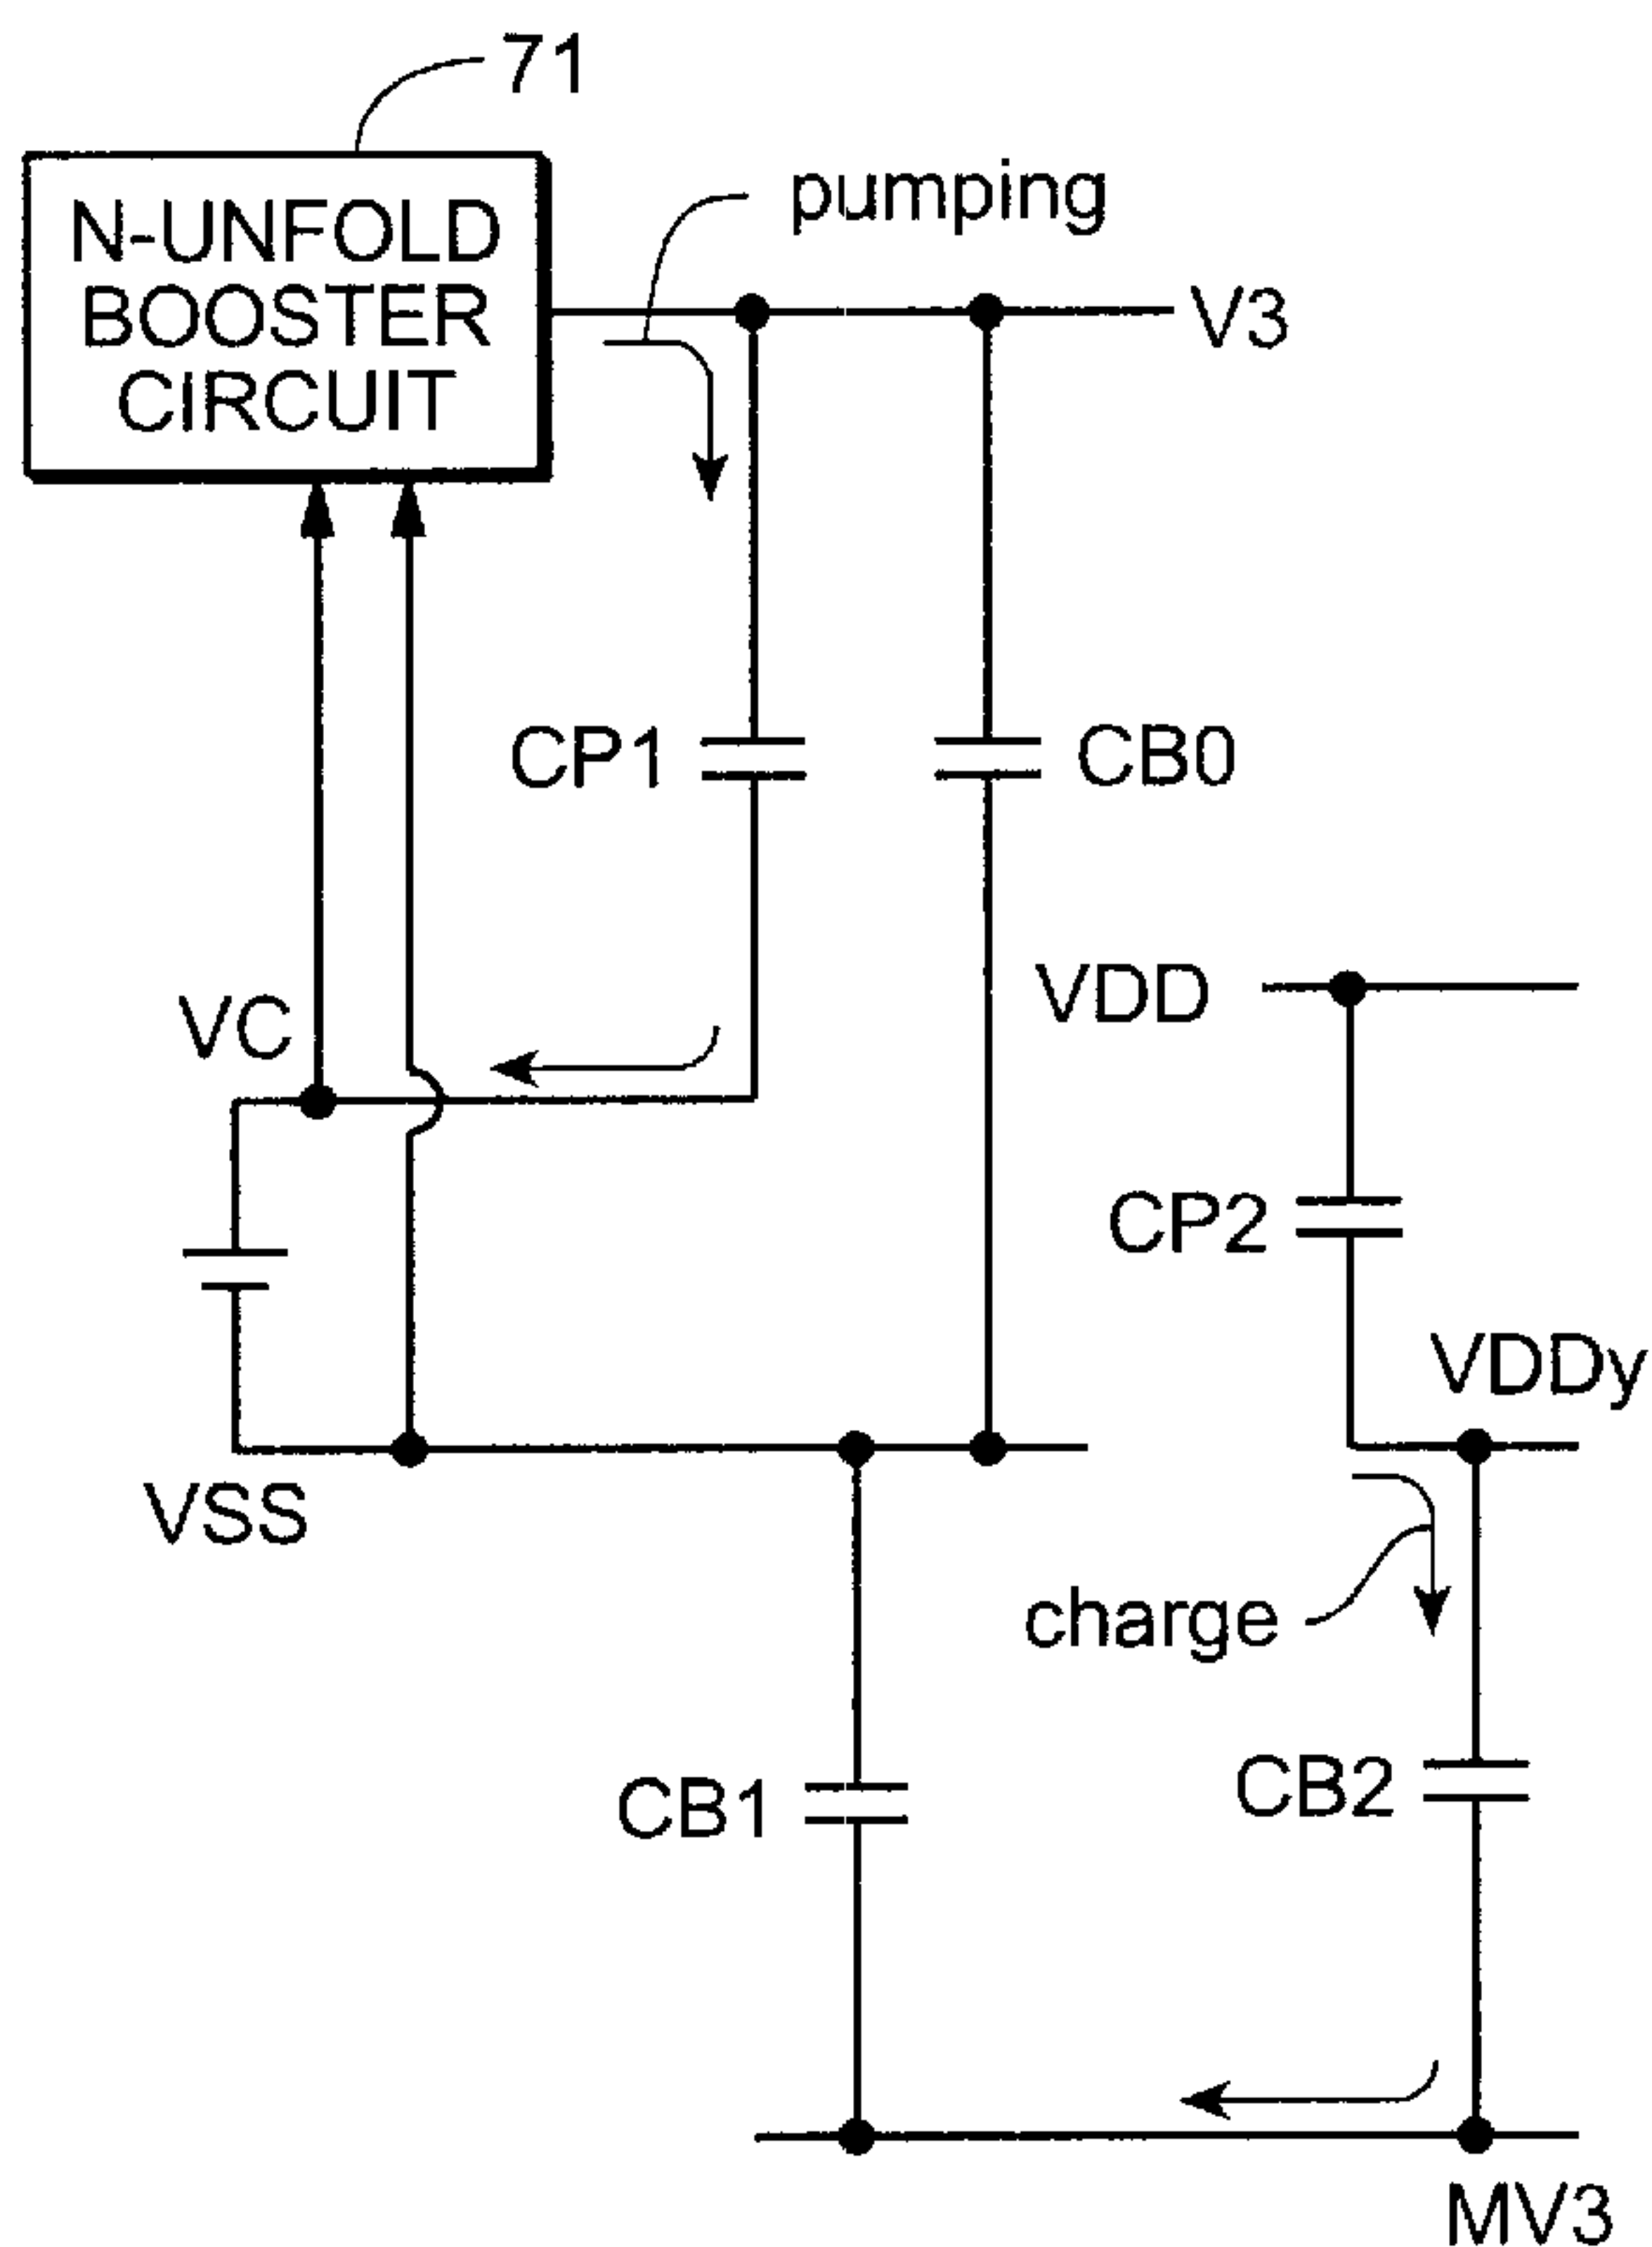 71
N-UNFOLD
BOOSTER
CIRCUIT
pumping
V3
CP1
CB0
VDD
VC
CP2
VDDy
VSS
charge
CB1
CB2
MV3